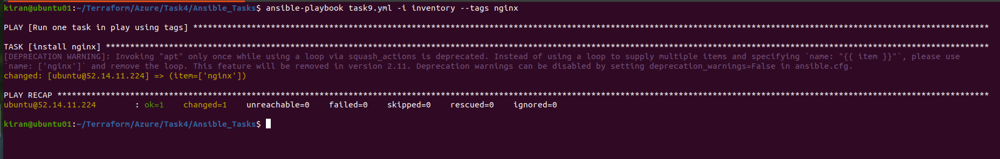 kiran@ubuntu01:~/Terraform/Azure/Task4/Ansible_Tasks$ ansible-playbook task9.yml -i inventory --tags nginx
PLAY [Run one task in play using tags] ********************************************************************************************************************************************************************
TASK [install nginx] **************************************************************************************************************************************************************************************
[DEPRECATION WARNING]: Invoking "apt" only once while using a loop via squash_actions is deprecated. Instead of using a loop to supply multiple items and specifying `name: "{{ item }}"`, please use
`name: ['nginx']` and remove the loop. This feature will be removed in version 2.11. Deprecation warnings can be disabled by setting deprecation_warnings=False in ansible.cfg.
changed: [ubuntu@52.14.11.224] => (item=['nginx'])
PLAY RECAP ************************************************************************************************************************************************************************************************
ubuntu@52.14.11.224        : ok=1    changed=1    unreachable=0    failed=0    skipped=0    rescued=0    ignored=0
kiran@ubuntu01:~/Terraform/Azure/Task4/Ansible_Tasks$